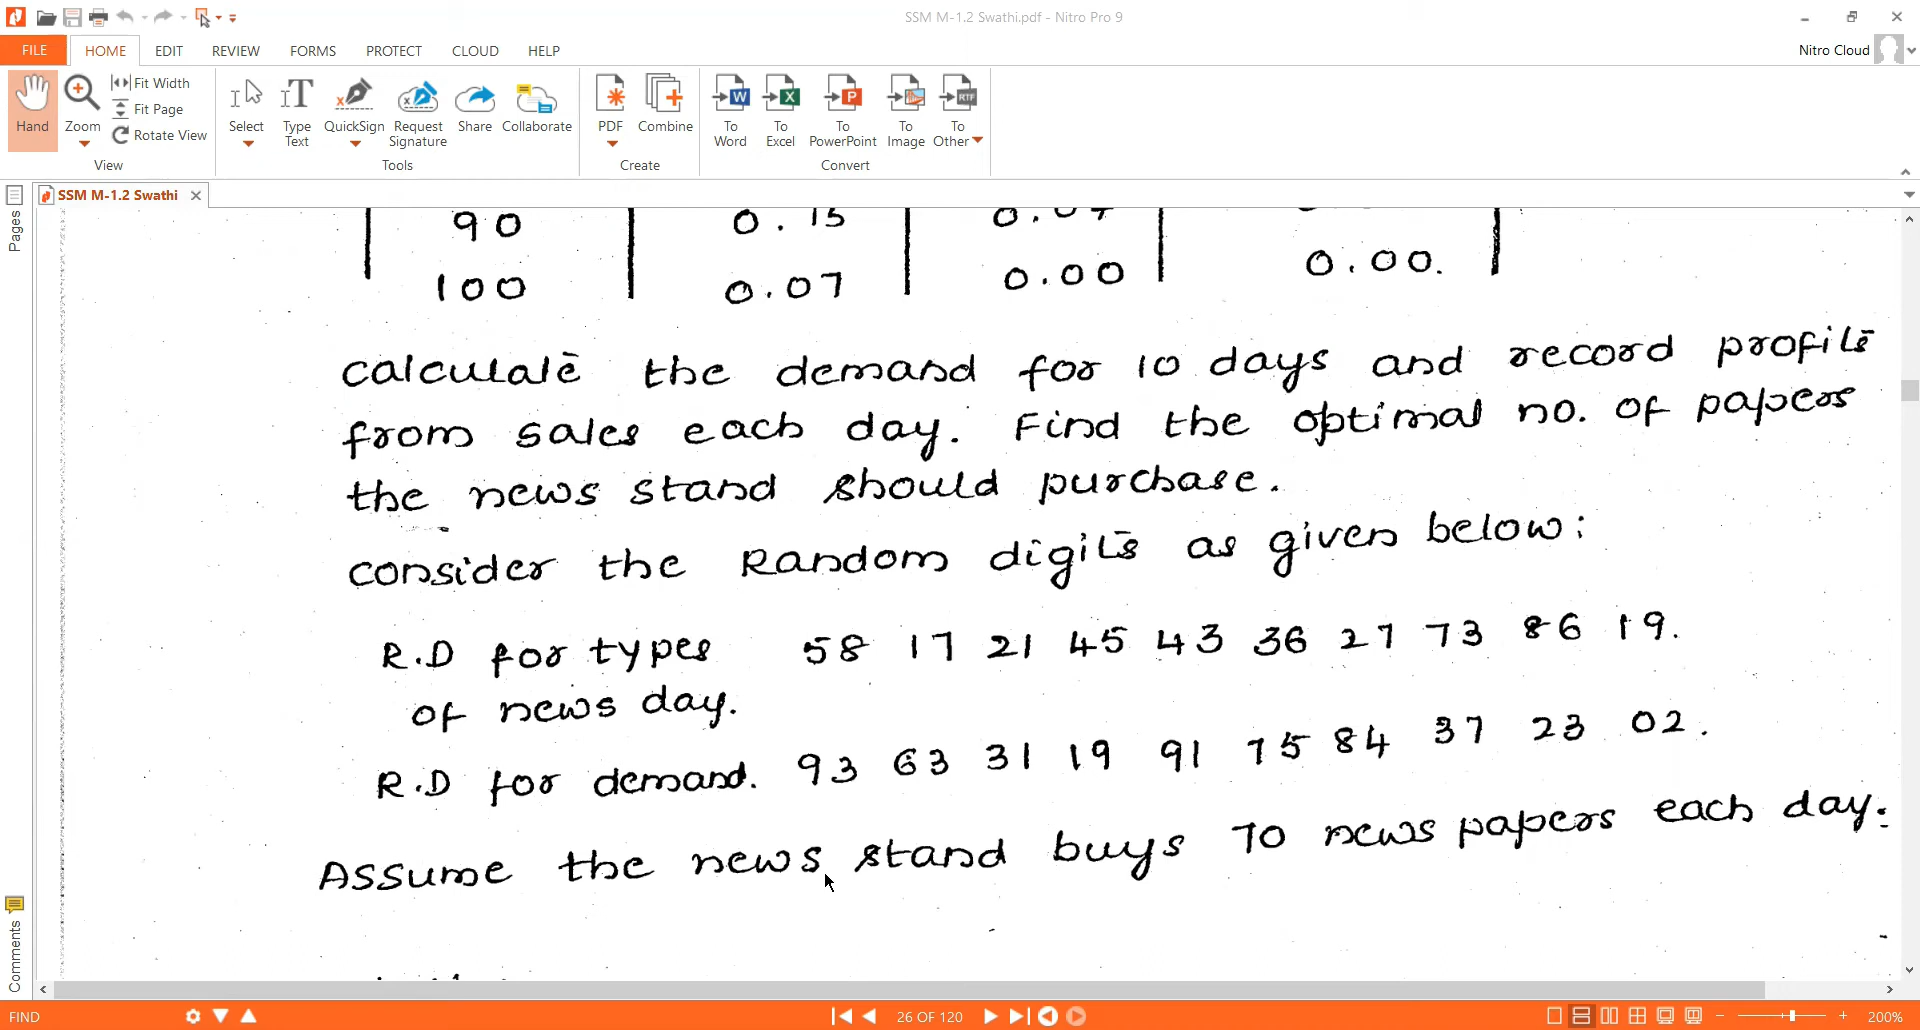 SSM M-1.2 Swathi.pdf - Nitro Pro 9
FILE HOME EDIT REVIEW FORMS PROTECT CLOUD HELP Nitro Cloud
Hand Zoom Fit Width Fit Page Rotate View
View
Select Type Text QuickSign Request Signature Share Collaborate
Tools
PDF Combine
Create
To Word To Excel To PowerPoint To Image To Other
Convert
SSM M-1.2 Swathi
Pages
90 0.15
100 0.07 0.00 0.00.
calculate the demand for 10 days and record profits
from sales each day. Find the optimal no. of papers
the news stand should purchase.
consider the Random digits as given below:
R.D for types 58 17 21 45 43 36 27 73 86 19.
of news day.
R.D for demand. 93 63 31 19 91 75 84 37 23 02.
Assume the news stand buys 70 news papers each day.
Comments
FIND 26 OF 120 200%